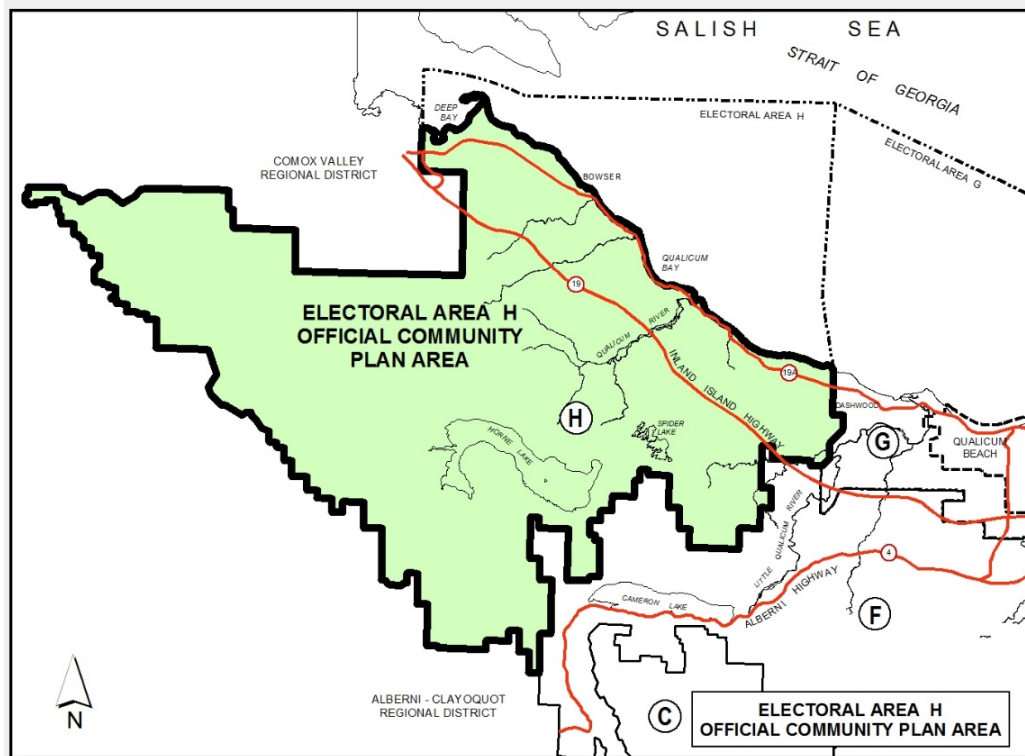 SALISH SEA
STRAIT OF GEORGIA
DEEP
BAY
ELECTORAL AREA H
ELECTORAL AREA G
COMOX VALLEY
REGIONAL DISTRICT
BOWSER
QUALICUM
BAY
19
ELECTORAL AREA H
OFFICIAL COMMUNITY
PLAN AREA
QUALICUM RIVER
INLAND ISLAND HIGHWAY
19A
DASHWOOD
H
SPIDER
LAKE
HORNE LAKE
G
QUALICUM
BEACH
LITTLE QUALICUM RIVER
4
ALBERNI HIGHWAY
CAMERON LAKE
F
N
ALBERNI - CLAYOQUOT
REGIONAL DISTRICT
C
ELECTORAL AREA H
OFFICIAL COMMUNITY PLAN AREA